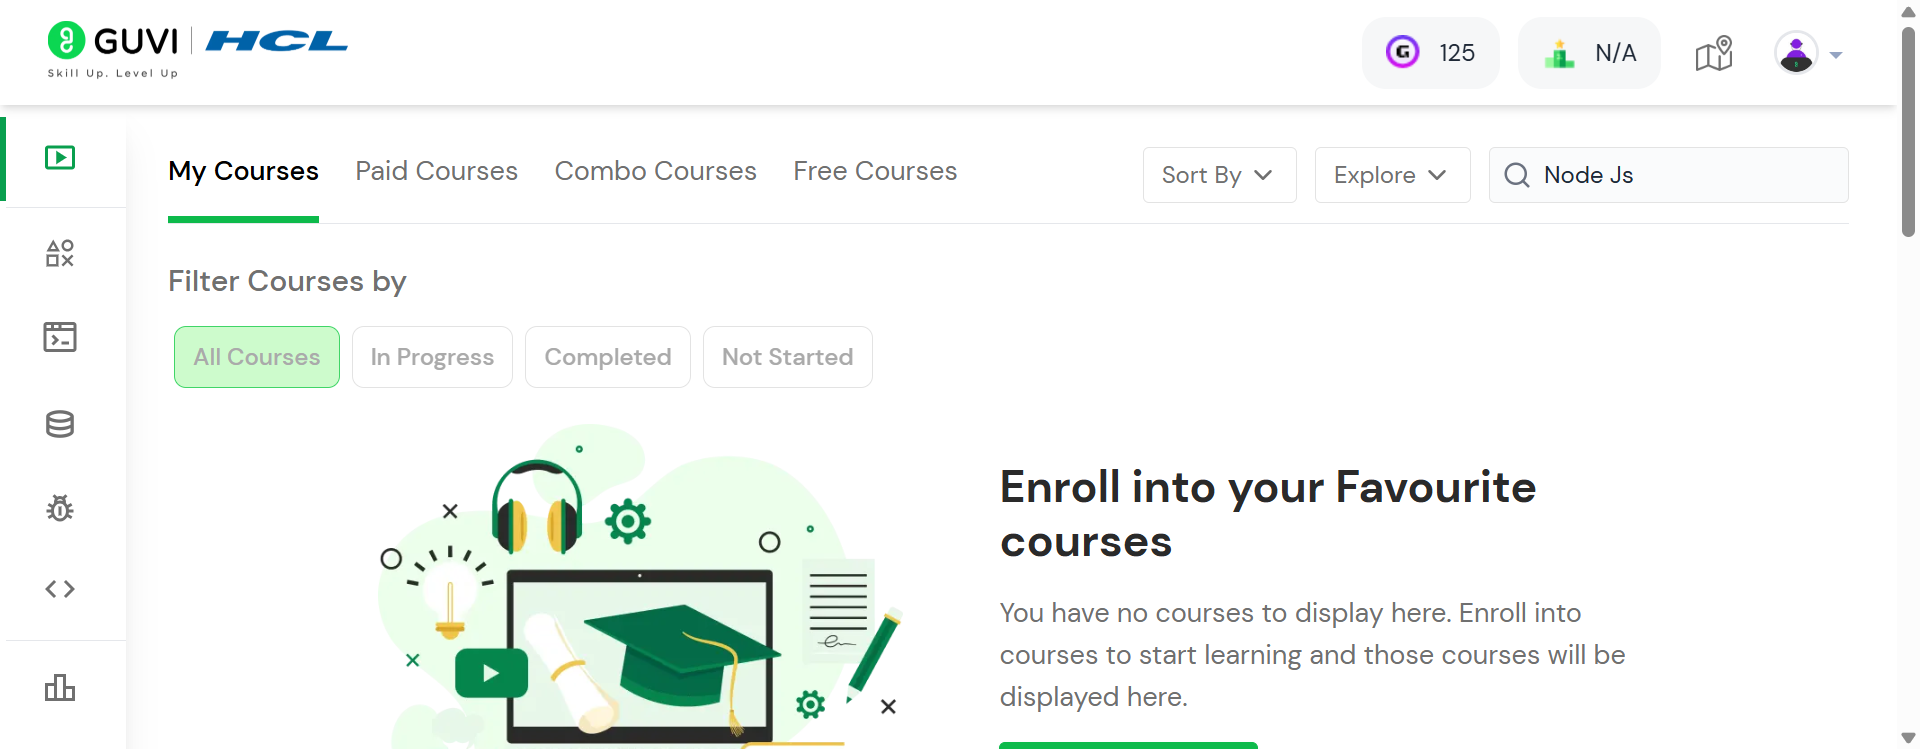 GUVI HCL
Skill Up. Level Up
125
N/A
My Courses Paid Courses Combo Courses Free Courses
Sort By
Explore
Node Js
Filter Courses by
All Courses
In Progress
Completed
Not Started
Enroll into your Favourite
courses
You have no courses to display here. Enroll into
courses to start learning and those courses will be
displayed here.